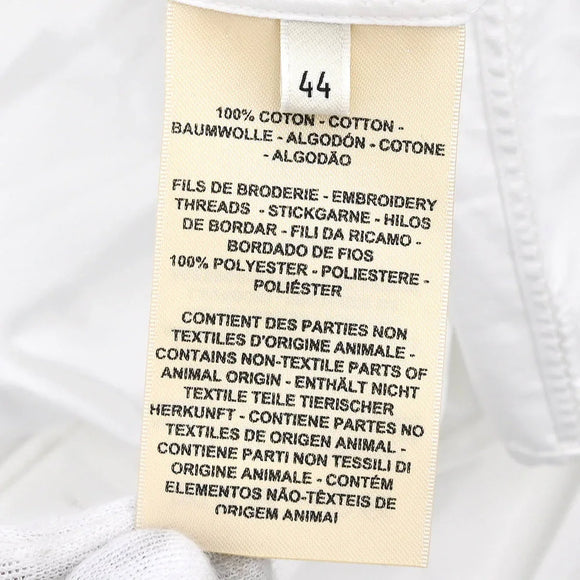 44
100% COTON - COTTON -
BAUMWOLLE - ALGODÓN - COTONE
- ALGODÃO
FILS DE BRODERIE - EMBROIDERY
THREADS - STICKGARNE - HILOS
DE BORDAR - FILI DA RICAMO -
BORDADO DE FIOS
100% POLYESTER - POLIESTERE -
POLIÉSTER
CONTIENT DES PARTIES NON
TEXTILES D'ORIGINE ANIMALE -
CONTAINS NON-TEXTILE PARTS OF
ANIMAL ORIGIN - ENTHÄLT NICHT
TEXTILE TEILE TIERISCHER
HERKUNFT - CONTIENE PARTES NO
TEXTILES DE ORIGEN ANIMAL -
CONTIENE PARTI NON TESSILI DI
ORIGINE ANIMALE - CONTÉM
ELEMENTOS NÃO-TÊXTEIS DE
ORIGEM ANIMAL